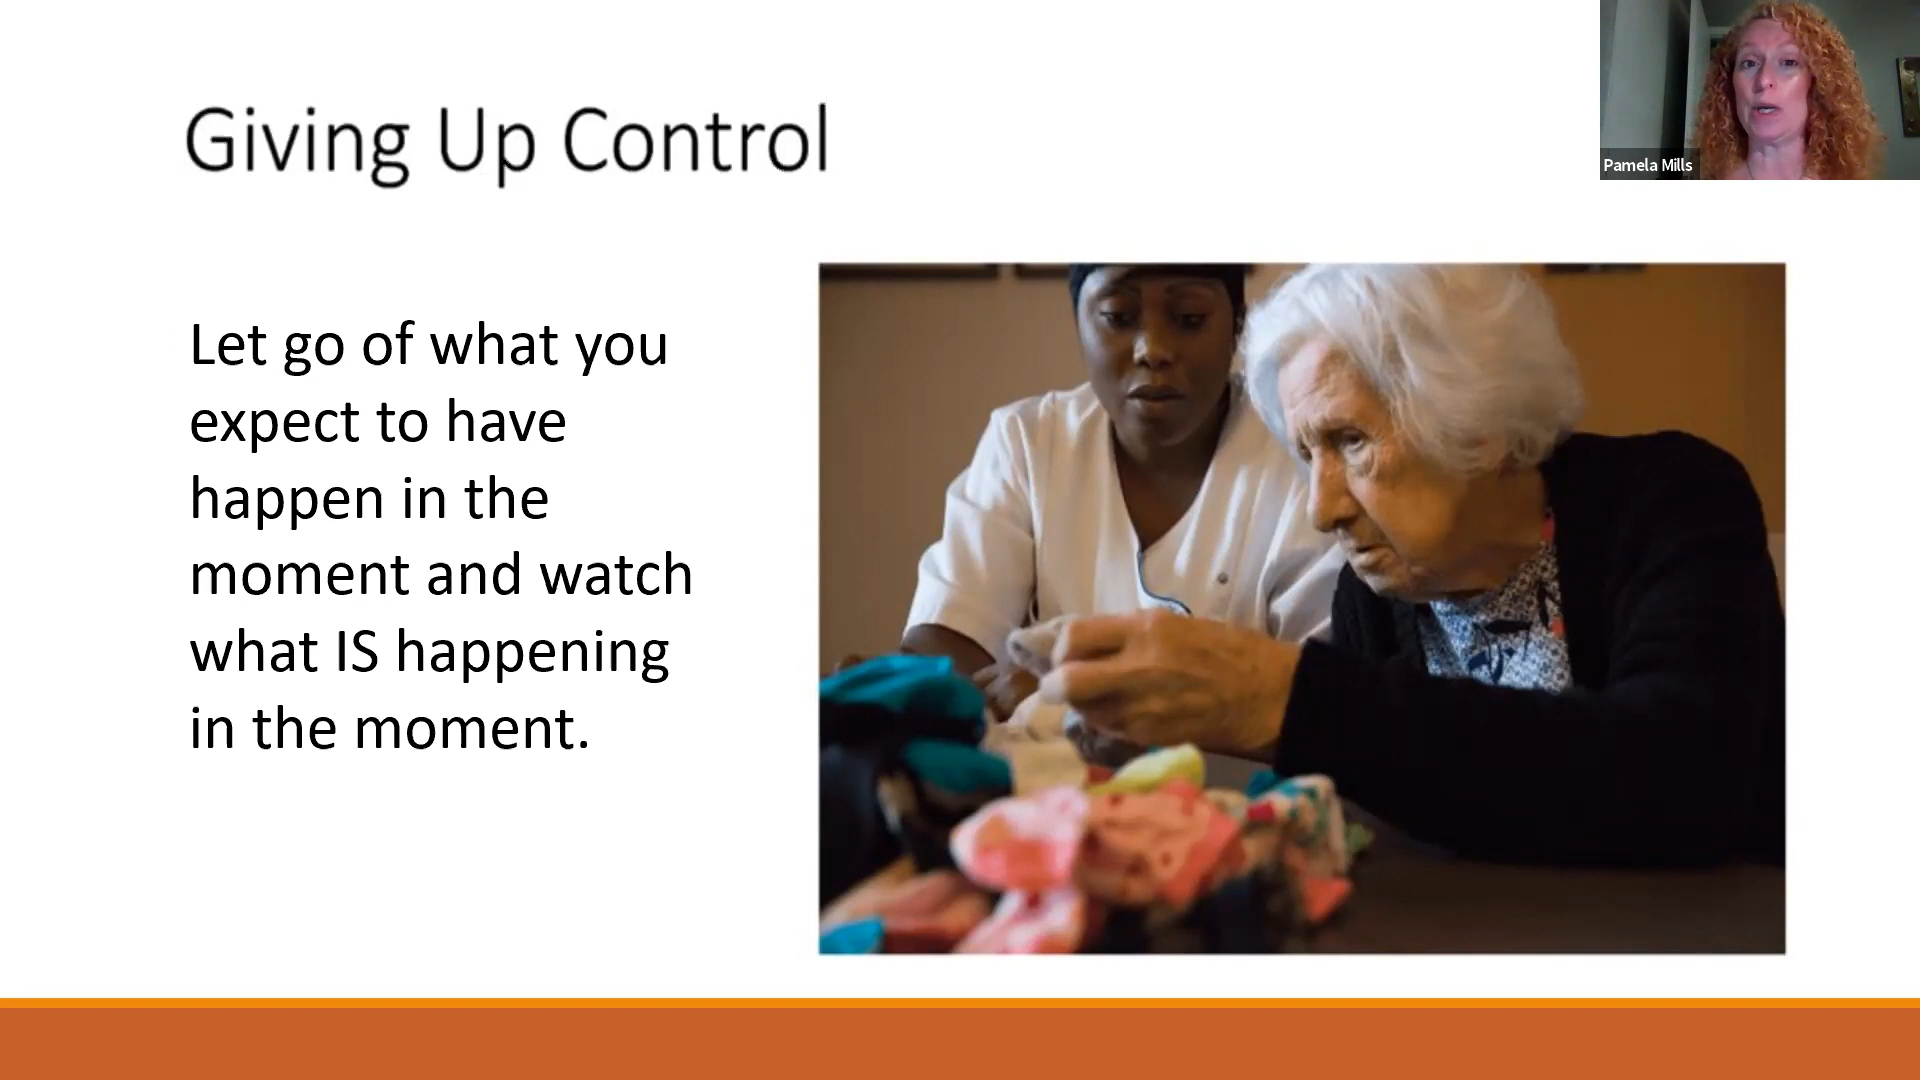 Giving Up Control
Pamela Mills
Let go of what you
expect to have
happen in the
moment and watch
what IS happening
in the moment.